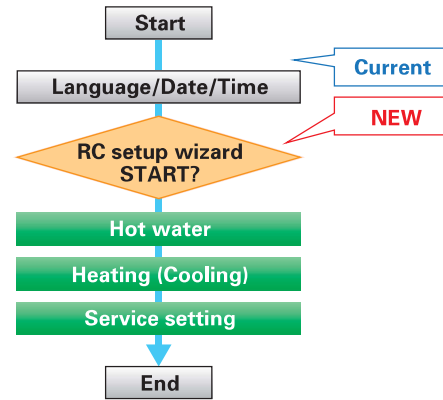 Start
Language/Date/Time
Current
NEW
RC setup wizard
START?
Hot water
Heating (Cooling)
Service setting
End